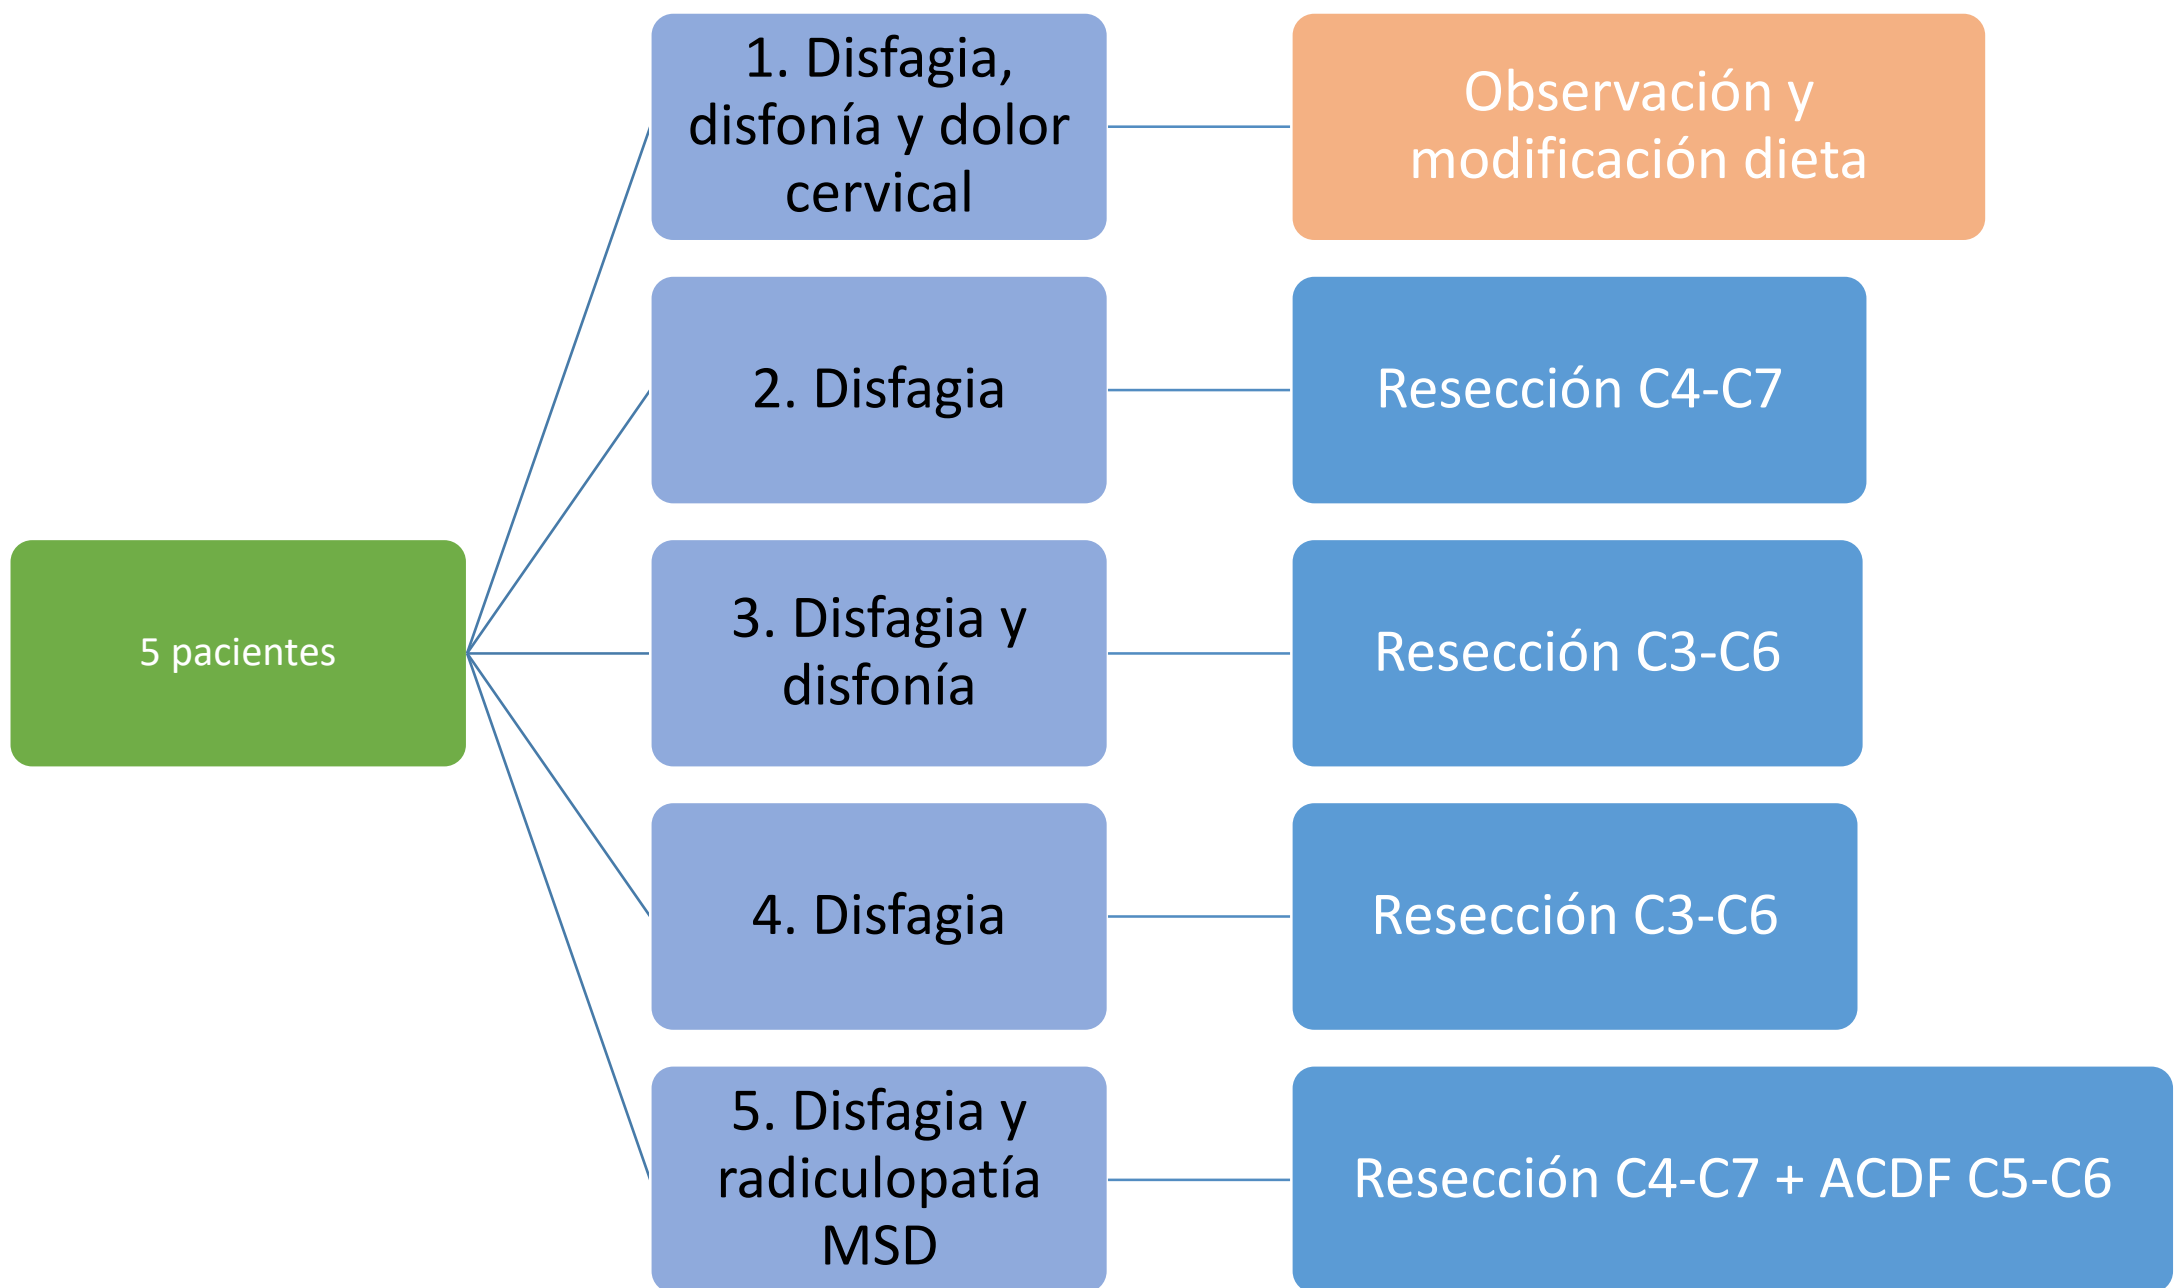 5 pacientes
1. Disfagia,
disfonía y dolor
cervical
Observación y
modificación dieta
2. Disfagia
Resección C4-C7
3. Disfagia y
disfonía
Resección C3-C6
4. Disfagia
Resección C3-C6
5. Disfagia y
radiculopatía
MSD
Resección C4-C7 + ACDF C5-C6